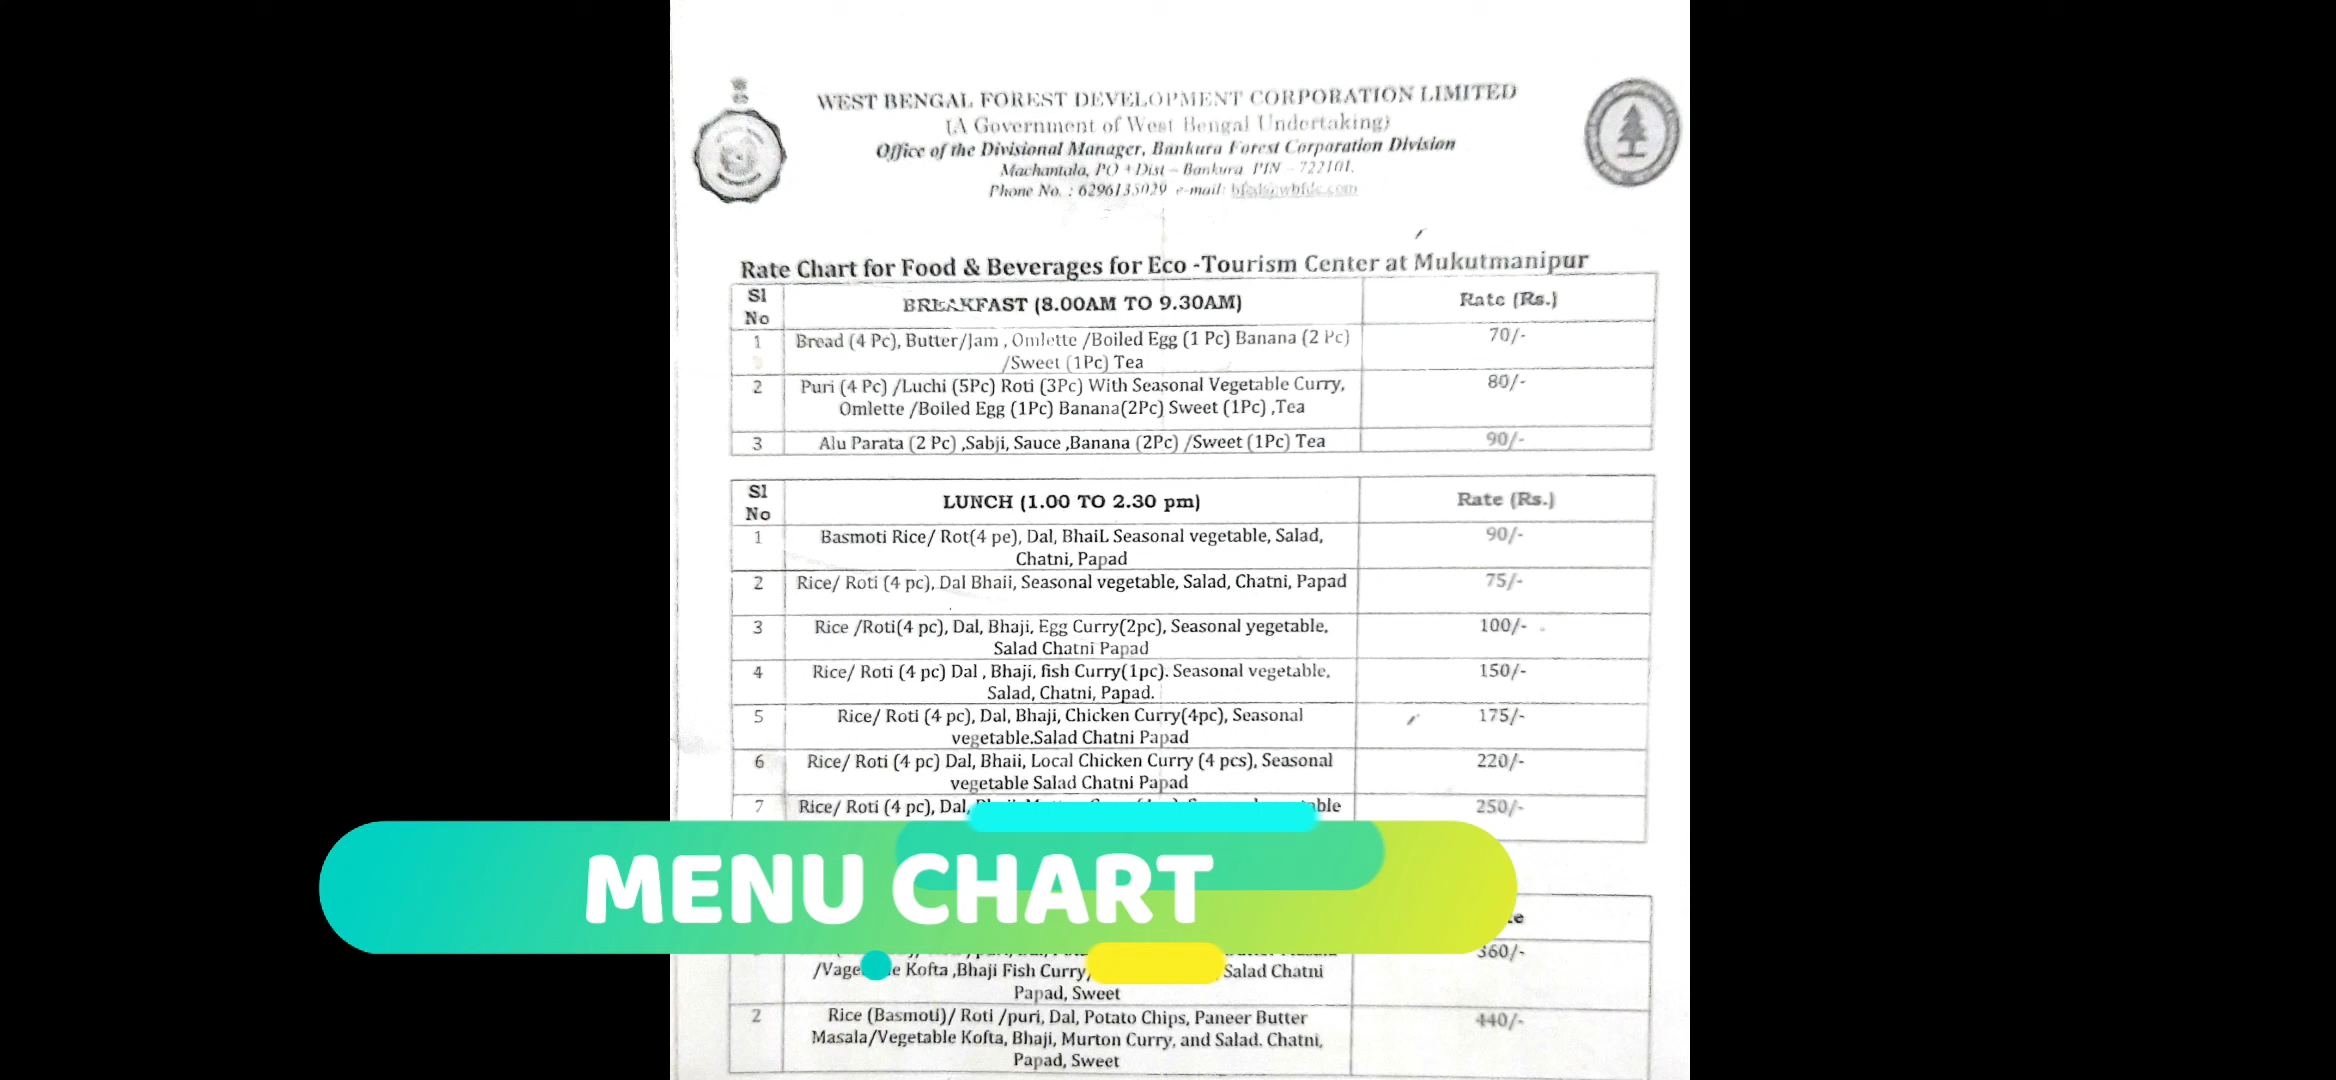 WEST BENGAL FOREST DEVELOPMENT CORPORATION LIMITED
(A Government of West Bengal Undertaking)
Office of the Divisional Manager, Bankura Forest Corporation Division
Machantala, PO + Dist – Bankura PIN – 722101.
Phone No. : 6296135029 e-mail:
Rate Chart for Food & Beverages for Eco -Tourism Center at Mukutmanipur
Sl No BREAKFAST (8.00AM TO 9.30AM) Rate (Rs.)
1 Bread (4 Pc), Butter/Jam , Omlette /Boiled Egg (1 Pc) Banana (2 Pc) 70/-
/Sweet (1Pc) Tea
2 Puri (4 Pc) /Luchi (5Pc) Roti (3Pc) With Seasonal Vegetable Curry, 80/-
Omlette /Boiled Egg (1Pc) Banana(2Pc) Sweet (1Pc) ,Tea
3 Alu Parata (2 Pc) ,Sabji, Sauce ,Banana (2Pc) /Sweet (1Pc) Tea 90/-
Sl No LUNCH (1.00 TO 2.30 pm) Rate (Rs.)
1 Basmoti Rice/ Rot(4 pe), Dal, BhaiL Seasonal vegetable, Salad, 90/-
Chatni, Papad
2 Rice/ Roti (4 pc), Dal Bhaii, Seasonal vegetable, Salad, Chatni, Papad 75/-
3 Rice /Roti(4 pc), Dal, Bhaji, Egg Curry(2pc), Seasonal yegetable, 100/-
Salad Chatni Papad
4 Rice/ Roti (4 pc) Dal , Bhaji, fish Curry(1pc). Seasonal vegetable, 150/-
Salad, Chatni, Papad.
5 Rice/ Roti (4 pc), Dal, Bhaji, Chicken Curry(4pc), Seasonal 175/-
vegetable.Salad Chatni Papad
6 Rice/ Roti (4 pc) Dal, Bhaii, Local Chicken Curry (4 pcs), Seasonal 220/-
vegetable Salad Chatni Papad
7 Rice/ Roti (4 pc), Dal, 250/-
MENU CHART
360/-
Kofta ,Bhaji Fish Curry, Salad Chatni
Papad, Sweet
2 Rice (Basmoti)/ Roti /puri, Dal, Potato Chips, Paneer Butter 440/-
Masala/Vegetable Kofta, Bhaji, Murton Curry, and Salad. Chatni,
Papad, Sweet